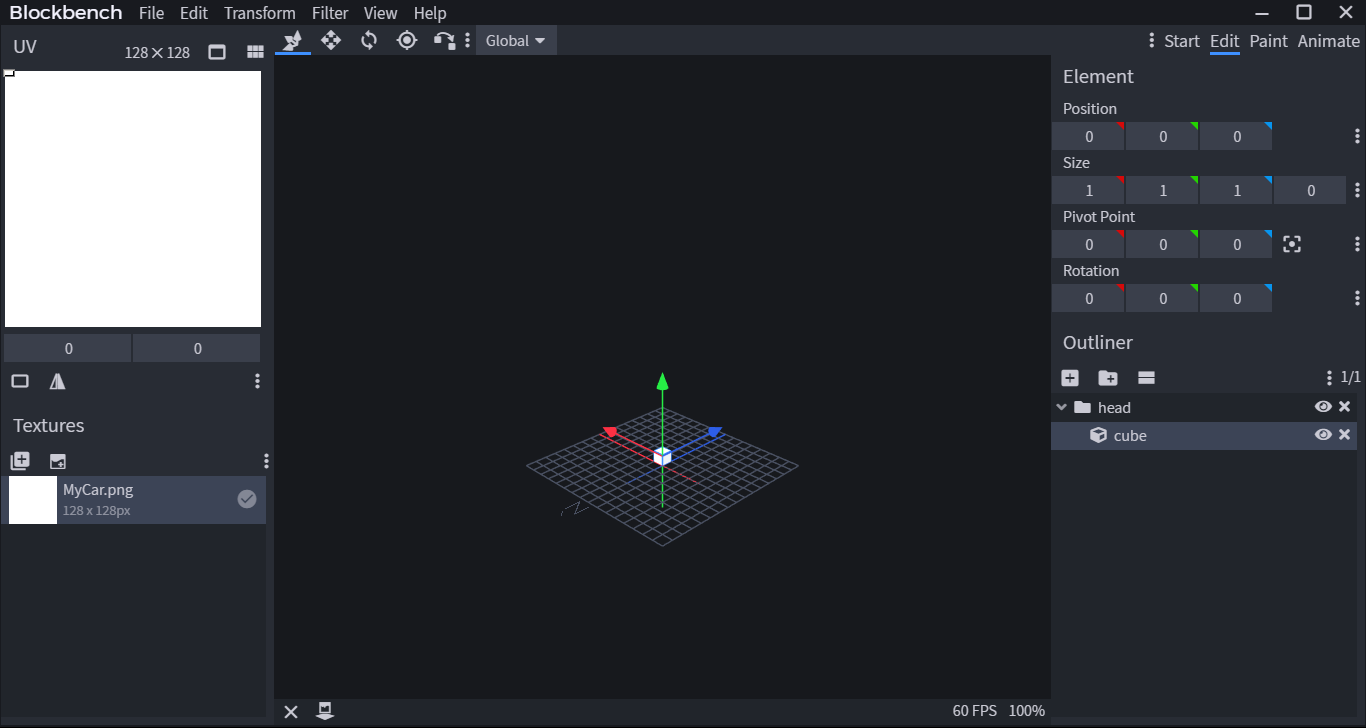 Blockbench File Edit Transform Filter View Help
UV 128×128 Global Start Edit Paint Animate
Element
Position
0 0 0
Size
1 1 1 0
Pivot Point
0 0 0
Rotation
0 0 0
0 0
Outliner
1/1
head
cube
Textures
MyCar.png
128 x 128px
N
60 FPS 100%